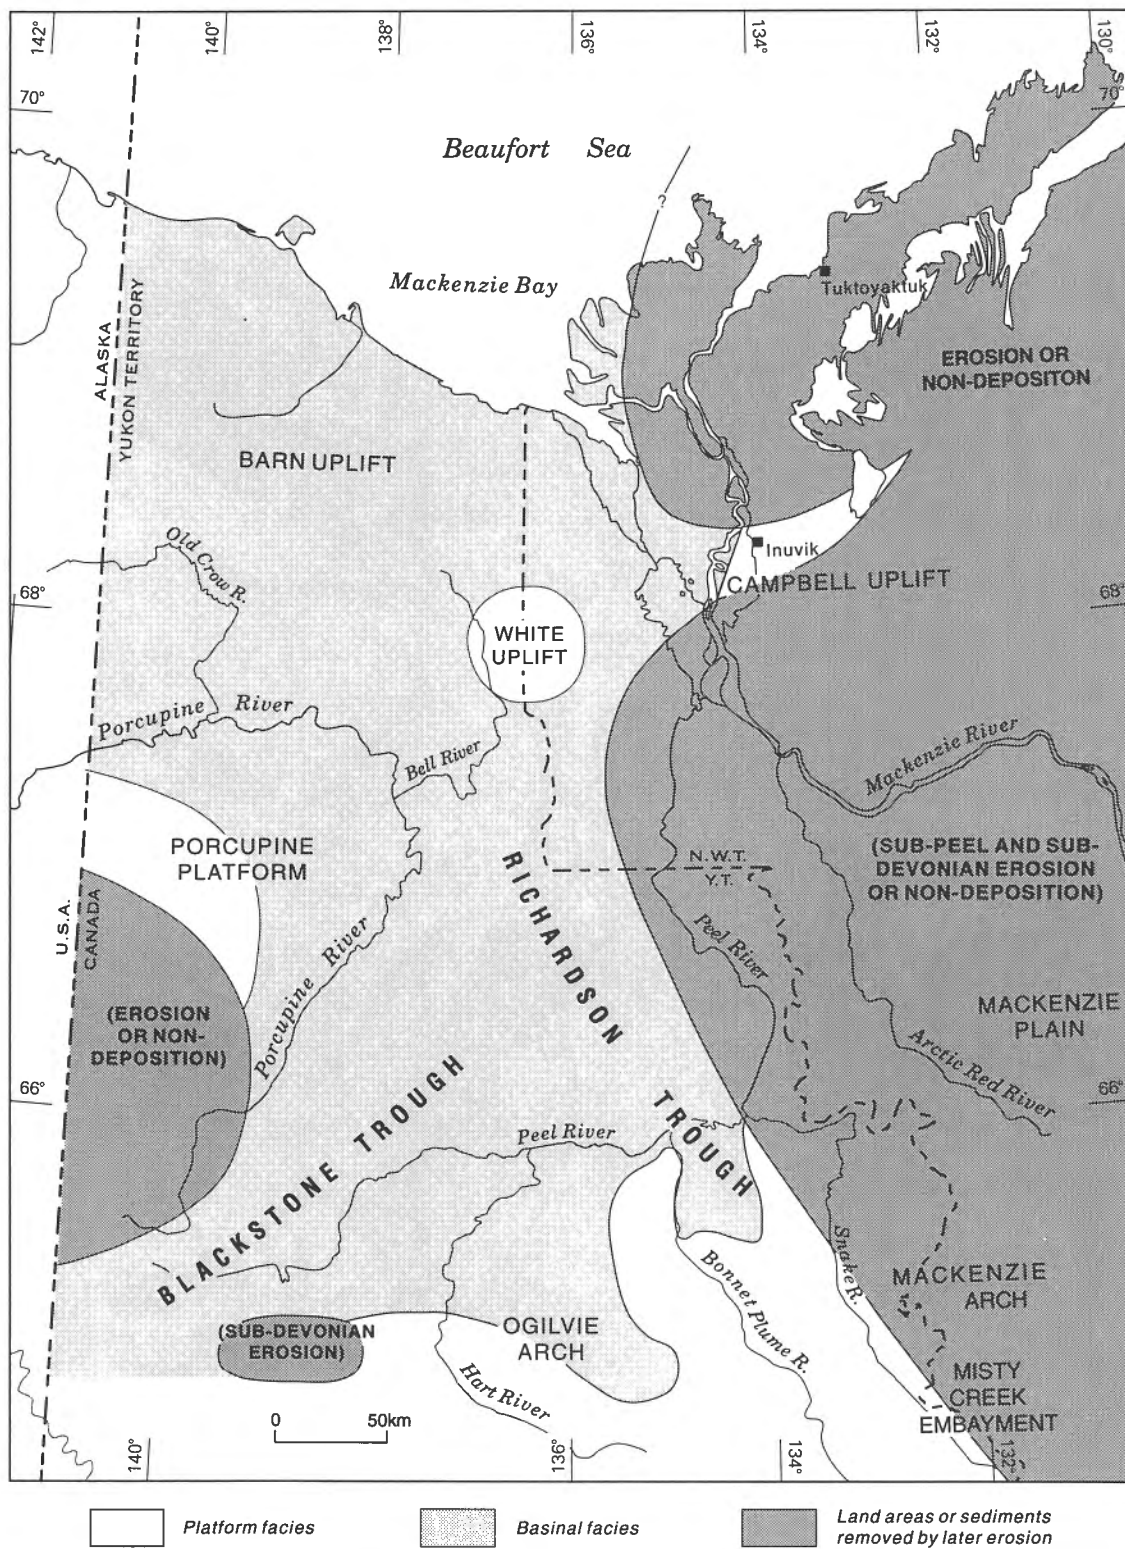 142°
140°
138°
136°
134°
132°
130°
70°
70°
Beaufort Sea
?
Mackenzie Bay
Tuktoyaktuk
ALASKA
YUKON TERRITORY
EROSION OR
NON-DEPOSITON
BARN UPLIFT
Old Crow R.
Inuvik
CAMPBELL UPLIFT
68°
68°
WHITE
UPLIFT
Porcupine River
Bell River
Mackenzie River
PORCUPINE
PLATFORM
(SUB-PEEL AND SUB-
DEVONIAN EROSION
OR NON-DEPOSITION)
N.W.T.
Y.T.
RICHARDSON TROUGH
U.S.A.
CANADA
Peel River
Porcupine River
(EROSION
OR NON-
DEPOSITION)
MACKENZIE
PLAIN
Arctic Red River
66°
66°
BLACKSTONE TROUGH
Peel River
Snake R.
Bonnet Plume R.
MACKENZIE
ARCH
(SUB-DEVONIAN
EROSION)
OGILVIE
ARCH
Hart River
MISTY
CREEK
EMBAYMENT
0 50km
140°
136°
134°
132°
Platform facies
Basinal facies
Land areas or sediments
removed by later erosion